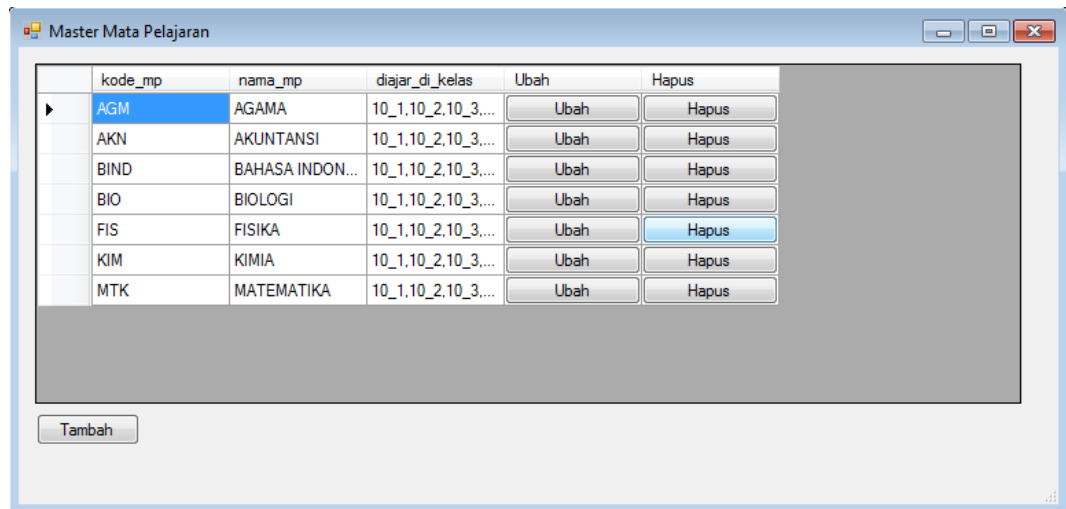 Master Mata Pelajaran
kode_mp nama_mp diajar_di_kelas Ubah Hapus
AGM AGAMA 10_1,10_2,10_3,... Ubah Hapus
AKN AKUNTANSI 10_1,10_2,10_3,... Ubah Hapus
BIND BAHASA INDON... 10_1,10_2,10_3,... Ubah Hapus
BIO BIOLOGI 10_1,10_2,10_3,... Ubah Hapus
FIS FISIKA 10_1,10_2,10_3,... Ubah Hapus
KIM KIMIA 10_1,10_2,10_3,... Ubah Hapus
MTK MATEMATIKA 10_1,10_2,10_3,... Ubah Hapus
Tambah